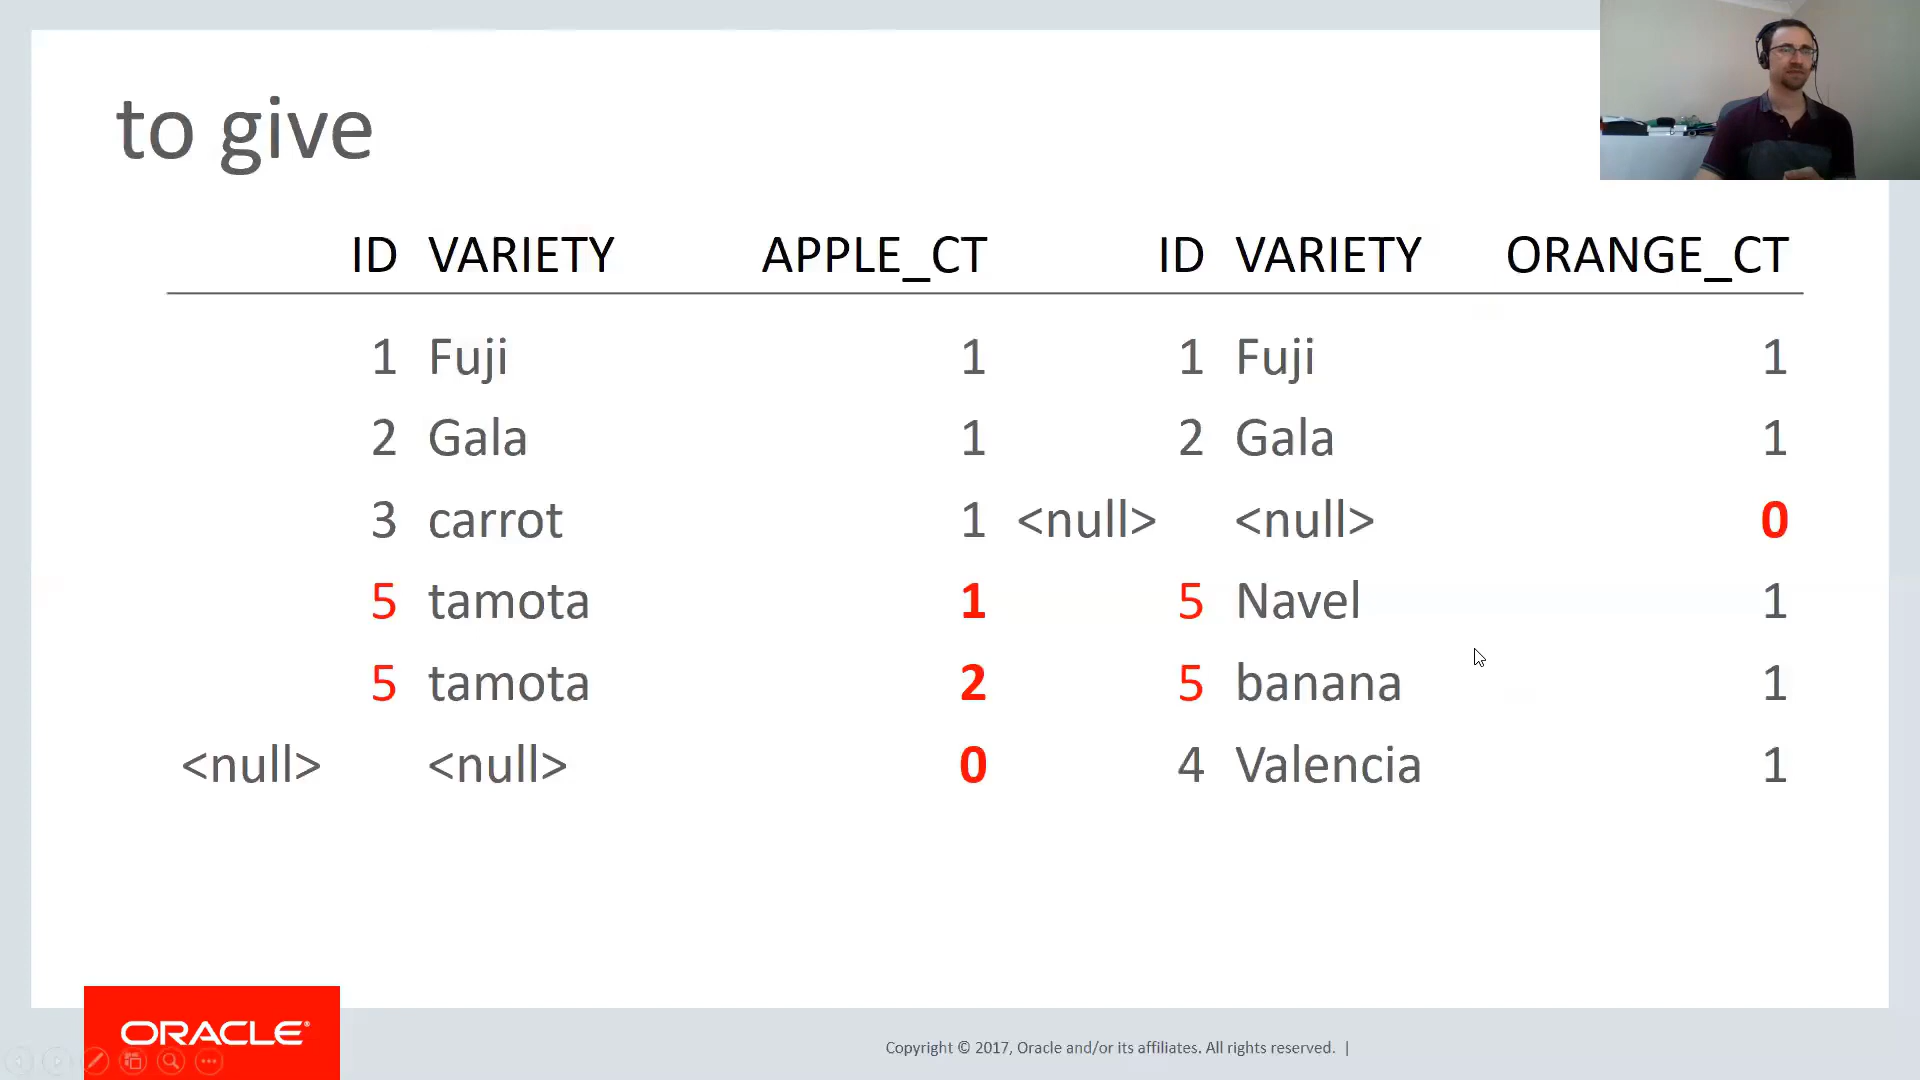 to give
ID VARIETY APPLE_CT ID VARIETY ORANGE_CT
1 Fuji 1 1 Fuji 1
2 Gala 1 2 Gala 1
3 carrot 1 <null> <null> 0
5 tamota 1 5 Navel 1
5 tamota 2 5 banana 1
<null> <null> 0 4 Valencia 1
ORACLE®
Copyright © 2017, Oracle and/or its affiliates. All rights reserved. |